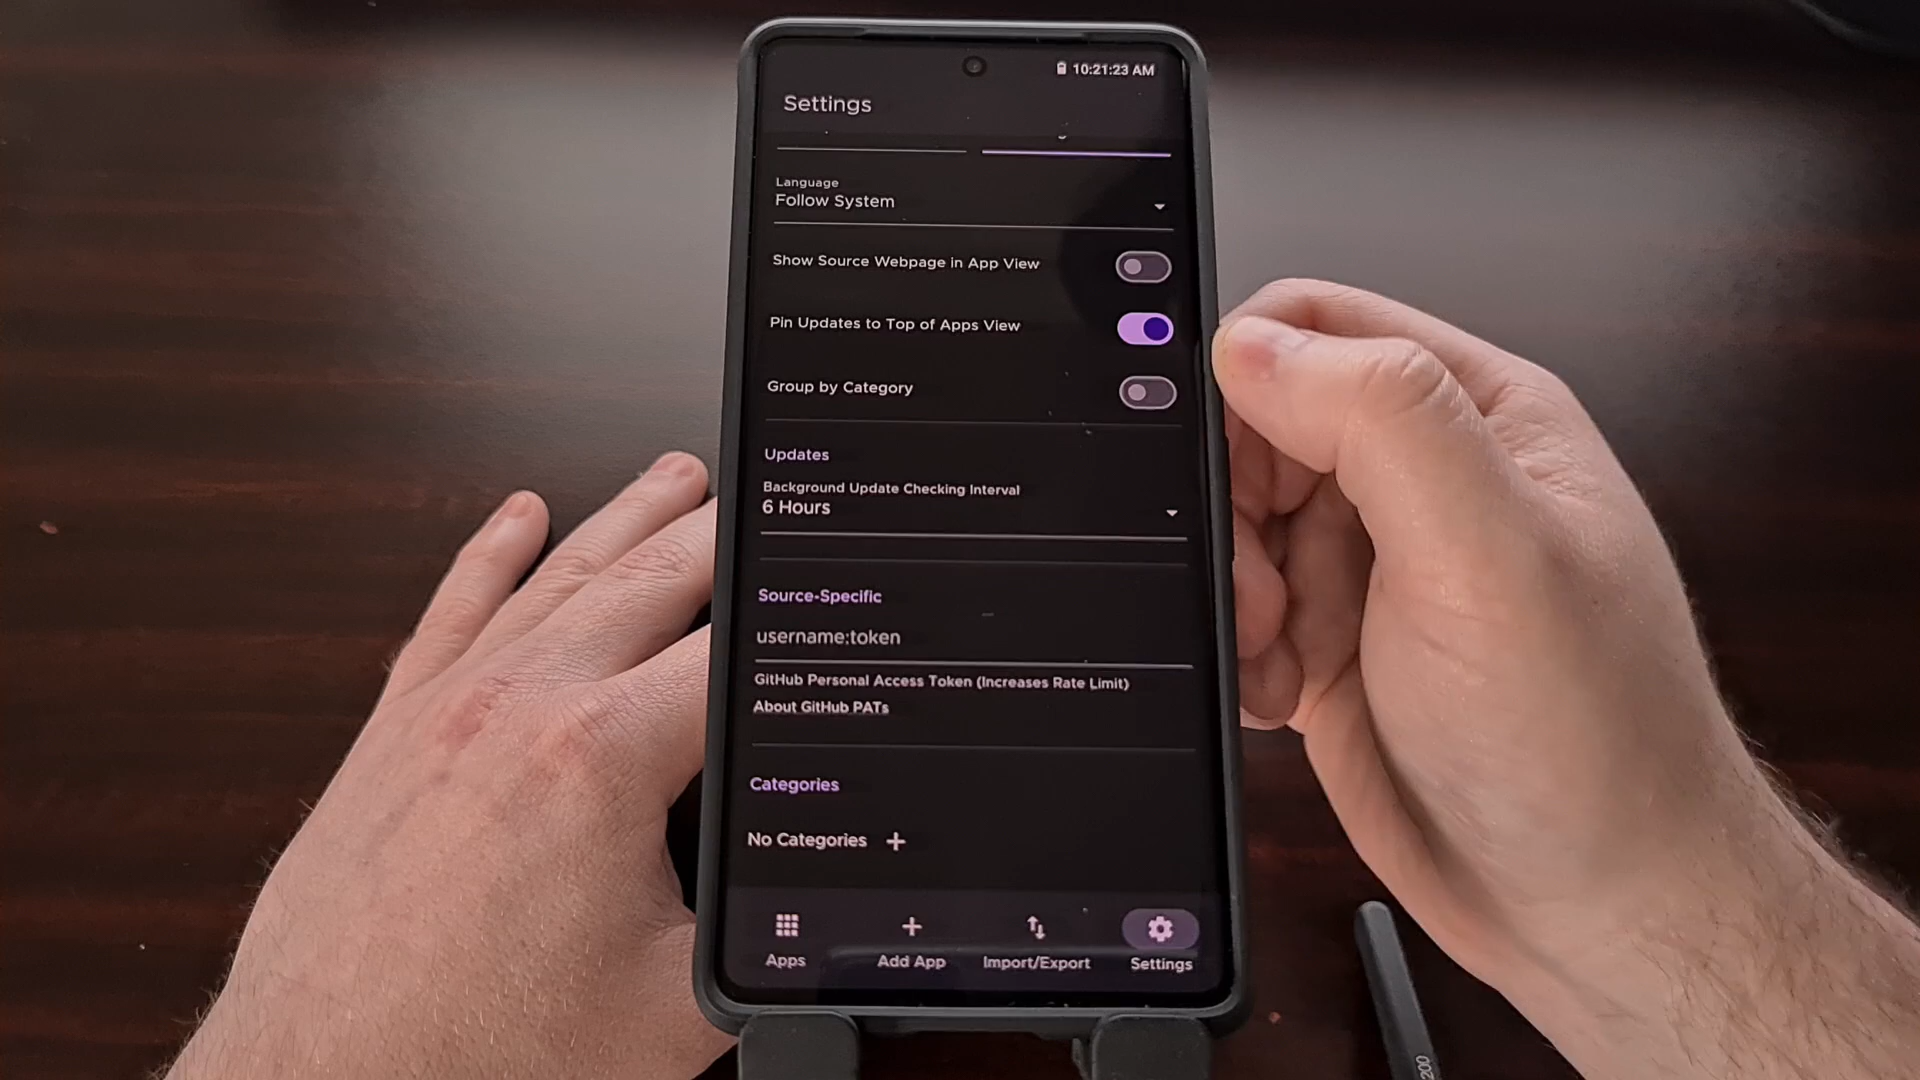 10:21:23 AM
Settings
Language
Follow System
Show Source Webpage in App View
Pin Updates to Top of Apps View
Group by Category
Updates
Background Update Checking Interval
6 Hours
Source-Specific
username:token
GitHub Personal Access Token (Increases Rate Limit)
About GitHub PATs
Categories
No Categories
Apps
Add App
Import/Export
Settings
200